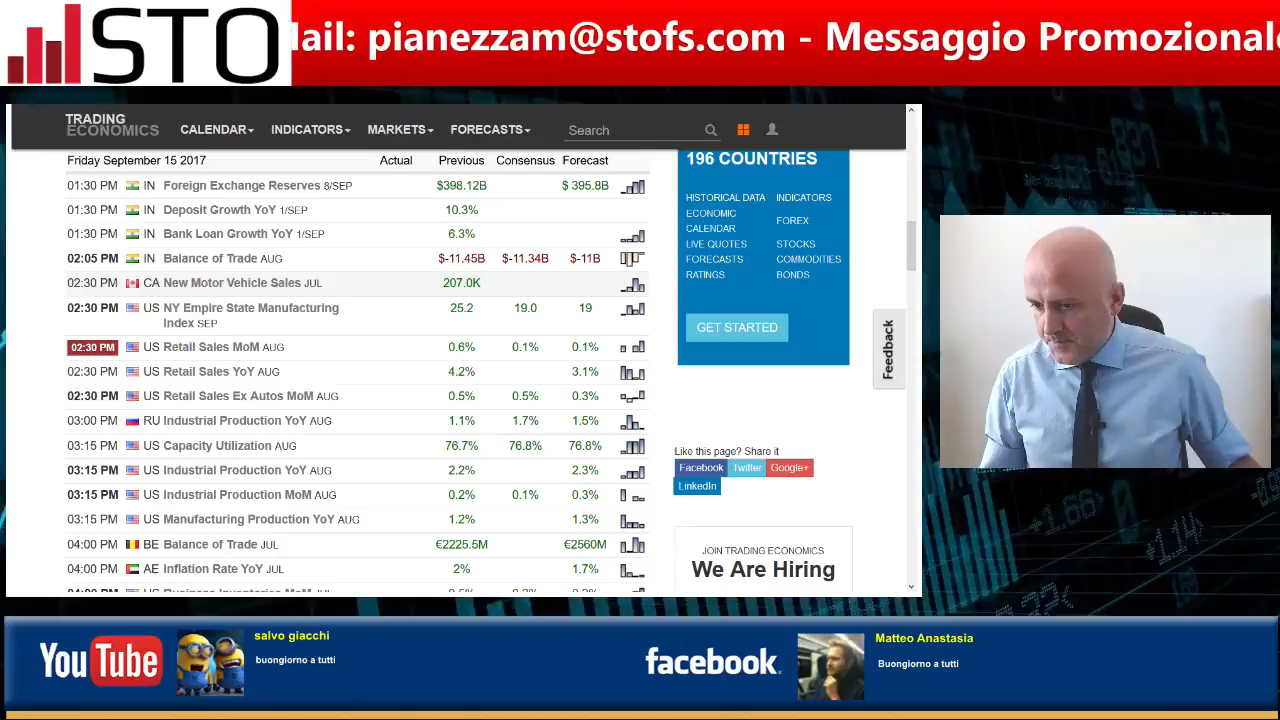 STO
Mail: pianezzam@stofs.com - Messaggio Promozionale
TRADING
ECONOMICS
CALENDAR INDICATORS MARKETS FORECASTS Search
Friday September 15 2017 Actual Previous Consensus Forecast
01:30 PM IN Foreign Exchange Reserves 8/SEP $398.12B $ 395.8B
01:30 PM IN Deposit Growth YoY 1/SEP 10.3%
01:30 PM IN Bank Loan Growth YoY 1/SEP 6.3%
02:05 PM IN Balance of Trade AUG $-11.45B $-11.34B $-11B
02:30 PM CA New Motor Vehicle Sales JUL 207.0K
02:30 PM US NY Empire State Manufacturing 25.2 19.0 19
Index SEP
02:30 PM US Retail Sales MoM AUG 0.6% 0.1% 0.1%
02:30 PM US Retail Sales YoY AUG 4.2% 3.1%
02:30 PM US Retail Sales Ex Autos MoM AUG 0.5% 0.5% 0.3%
03:00 PM RU Industrial Production YoY AUG 1.1% 1.7% 1.5%
03:15 PM US Capacity Utilization AUG 76.7% 76.8% 76.8%
03:15 PM US Industrial Production YoY AUG 2.2% 2.3%
03:15 PM US Industrial Production MoM AUG 0.2% 0.1% 0.3%
03:15 PM US Manufacturing Production YoY AUG 1.2% 1.3%
04:00 PM BE Balance of Trade JUL €2225.5M €2560M
04:00 PM AE Inflation Rate YoY JUL 2% 1.7%
196 COUNTRIES
HISTORICAL DATA INDICATORS
ECONOMIC
CALENDAR FOREX
LIVE QUOTES STOCKS
FORECASTS COMMODITIES
RATINGS BONDS
GET STARTED
Feedback
Like this page? Share it
Facebook Twitter Google+
LinkedIn
JOIN TRADING ECONOMICS
We Are Hiring
+1.66
+1.14
YouTube
salvo giacchi
buongiorno a tutti
facebook.
Matteo Anastasia
Buongiorno a tutti